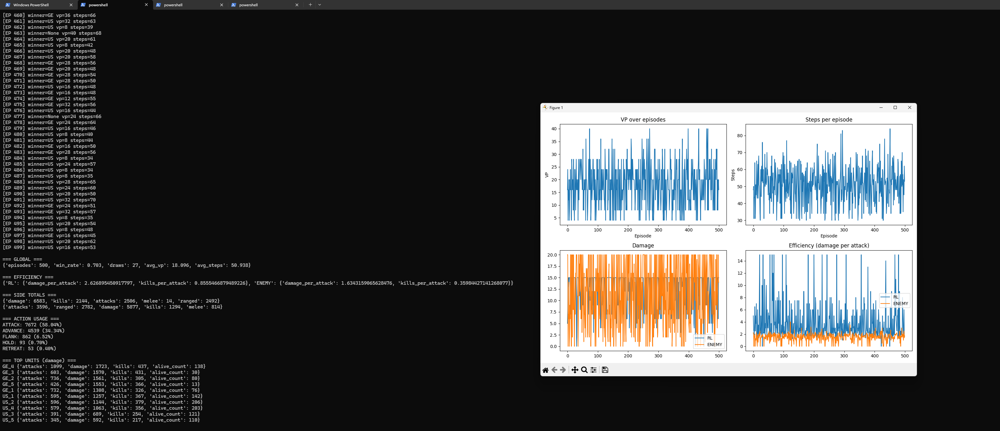 Windows PowerShell
powershell
powershell
powershell
[EP 460] winner=GE vp=36 steps=66
[EP 461] winner=US vp=32 steps=63
[EP 462] winner=US vp=8 steps=39
[EP 463] winner=None vp=40 steps=68
[EP 464] winner=US vp=20 steps=61
[EP 465] winner=US vp=8 steps=42
[EP 466] winner=US vp=20 steps=48
[EP 467] winner=US vp=20 steps=58
[EP 468] winner=GE vp=28 steps=56
[EP 469] winner=GE vp=20 steps=48
[EP 470] winner=GE vp=28 steps=54
[EP 471] winner=GE vp=28 steps=50
[EP 472] winner=US vp=16 steps=48
[EP 473] winner=GE vp=16 steps=48
[EP 474] winner=GE vp=12 steps=55
[EP 475] winner=GE vp=32 steps=56
[EP 476] winner=US vp=16 steps=44
[EP 477] winner=None vp=24 steps=66
[EP 478] winner=GE vp=24 steps=64
[EP 479] winner=US vp=16 steps=46
[EP 480] winner=US vp=8 steps=40
[EP 481] winner=US vp=8 steps=44
[EP 482] winner=GE vp=16 steps=50
[EP 483] winner=GE vp=28 steps=56
[EP 484] winner=US vp=8 steps=34
[EP 485] winner=US vp=24 steps=57
[EP 486] winner=US vp=8 steps=34
[EP 487] winner=US vp=8 steps=35
[EP 488] winner=US vp=28 steps=65
[EP 489] winner=US vp=24 steps=60
[EP 490] winner=US vp=20 steps=50
[EP 491] winner=US vp=32 steps=70
[EP 492] winner=GE vp=24 steps=51
[EP 493] winner=GE vp=32 steps=57
[EP 494] winner=US vp=8 steps=35
[EP 495] winner=US vp=20 steps=54
[EP 496] winner=US vp=8 steps=48
[EP 497] winner=GE vp=16 steps=45
[EP 498] winner=US vp=20 steps=62
[EP 499] winner=US vp=16 steps=53
=== GLOBAL ===
{'episodes': 500, 'win_rate': 0.703, 'draws': 27, 'avg_vp': 18.096, 'avg_steps': 50.938}
=== EFFICIENCY ===
{'RL': {'damage_per_attack': 2.626895450917797, 'kills_per_attack': 0.8555466879489226}, 'ENEMY': {'damage_per_attack': 1.6343159065628476, 'kills_per_attack': 0.35984427141268077}}
=== SIDE TOTALS ===
{'damage': 6583, 'kills': 2144, 'attacks': 2506, 'melee': 14, 'ranged': 2492}
{'attacks': 3596, 'ranged': 2782, 'damage': 5877, 'kills': 1294, 'melee': 814}
=== ACTION USAGE ===
ATTACK: 7672 (58.04%)
ADVANCE: 4539 (34.34%)
FLANK: 862 (6.52%)
HOLD: 93 (0.70%)
RETREAT: 53 (0.40%)
=== TOP UNITS (damage) ===
GE_4 {'attacks': 1099, 'damage': 1723, 'kills': 437, 'alive_count': 138}
GE_3 {'attacks': 603, 'damage': 1570, 'kills': 431, 'alive_count': 30}
GE_2 {'attacks': 736, 'damage': 1561, 'kills': 305, 'alive_count': 80}
GE_5 {'attacks': 426, 'damage': 1553, 'kills': 366, 'alive_count': 13}
GE_1 {'attacks': 732, 'damage': 1308, 'kills': 326, 'alive_count': 76}
US_1 {'attacks': 595, 'damage': 1257, 'kills': 367, 'alive_count': 142}
US_2 {'attacks': 596, 'damage': 1144, 'kills': 379, 'alive_count': 206}
US_4 {'attacks': 579, 'damage': 1063, 'kills': 356, 'alive_count': 203}
US_3 {'attacks': 391, 'damage': 689, 'kills': 254, 'alive_count': 121}
US_5 {'attacks': 345, 'damage': 592, 'kills': 217, 'alive_count': 110}
Figure 1
VP over episodes
VP
40
35
30
25
20
15
10
5
0 100 200 300 400 500
Episode
Steps per episode
Steps
80
70
60
50
40
30
0 100 200 300 400 500
Episode
Damage
20.0
17.5
15.0
12.5
10.0
7.5
5.0
2.5
0.0
RL
ENEMY
0 100 200 300 400 500
Efficiency (damage per attack)
14
12
10
8
6
4
2
0
RL
ENEMY
0 100 200 300 400 500